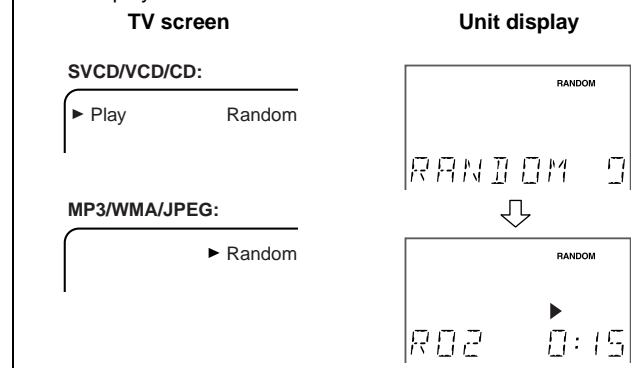 TV screen
Unit display
SVCD/VCD/CD:
► Play Random
MP3/WMA/JPEG:
► Random
RANDOM
RANDOM 9
RANDOM
R02 0:15